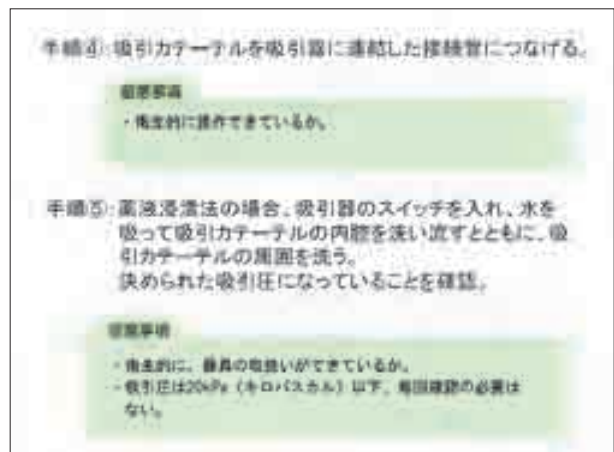 手順④：吸引カテーテルを吸引器に連結した接続管につなげる。
留意事項
・衛生的に操作できているか。
手順⑤：薬液浸漬法の場合、吸引器のスイッチを入れ、水を
吸って吸引カテーテルの内腔を洗い流すとともに、吸
引カテーテルの周囲を洗う。
決められた吸引圧になっていることを確認。
留意事項
・衛生的に、器具の取扱いができているか。
・吸引圧は20kPa（キロパスカル）以下、毎回確認の必要は
ない。